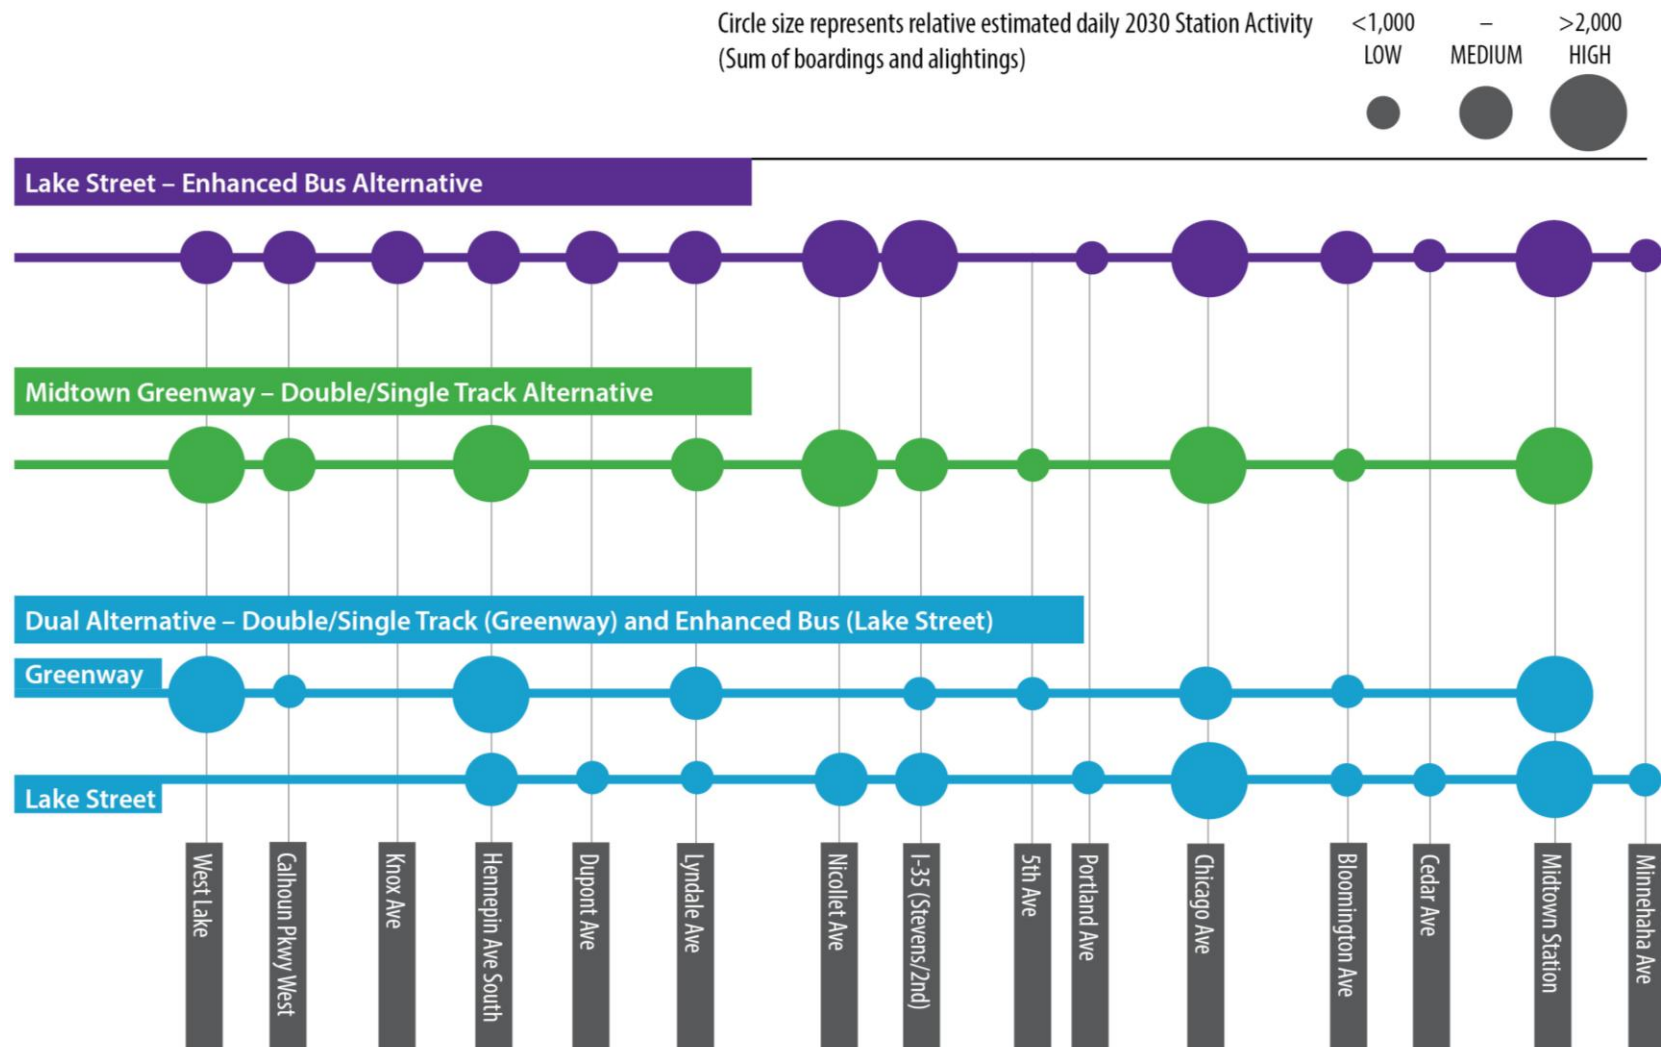 Circle size represents relative estimated daily 2030 Station Activity
(Sum of boardings and alightings)
<1,000 – >2,000
LOW MEDIUM HIGH
Lake Street – Enhanced Bus Alternative
Midtown Greenway – Double/Single Track Alternative
Dual Alternative – Double/Single Track (Greenway) and Enhanced Bus (Lake Street)
Greenway
Lake Street
West Lake
Calhoun Pkwy West
Knox Ave
Hennepin Ave South
Dupont Ave
Lyndale Ave
Nicollet Ave
I-35 (Stevens/2nd)
5th Ave
Portland Ave
Chicago Ave
Bloomington Ave
Cedar Ave
Midtown Station
Minnehaha Ave